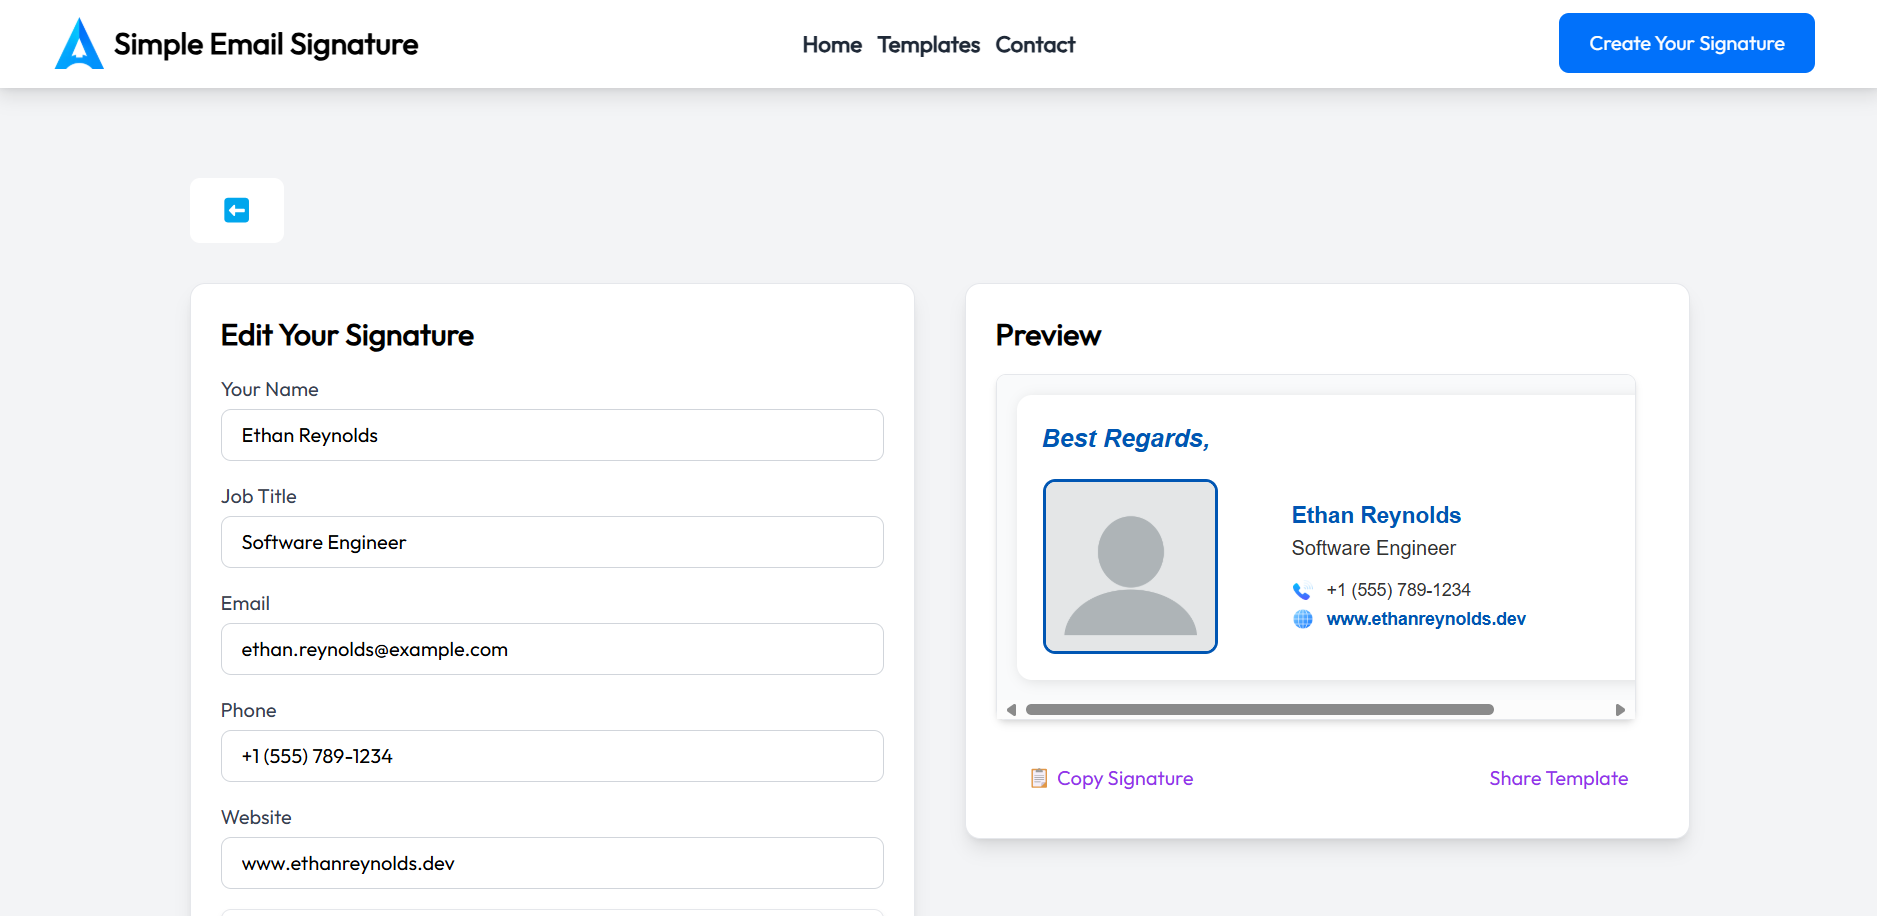 Simple Email Signature
Home Templates Contact
Create Your Signature
Edit Your Signature
Your Name
Ethan Reynolds
Job Title
Software Engineer
Email
ethan.reynolds@example.com
Phone
+1 (555) 789-1234
Website
www.ethanreynolds.dev
Preview
Best Regards,
Ethan Reynolds
Software Engineer
+1 (555) 789-1234
www.ethanreynolds.dev
Copy Signature
Share Template